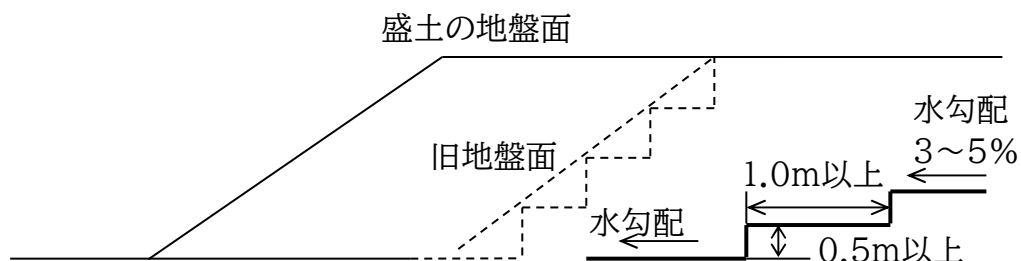 盛土の地盤面
旧地盤面
水勾配
3～5%
1.0m以上
水勾配
0.5m以上